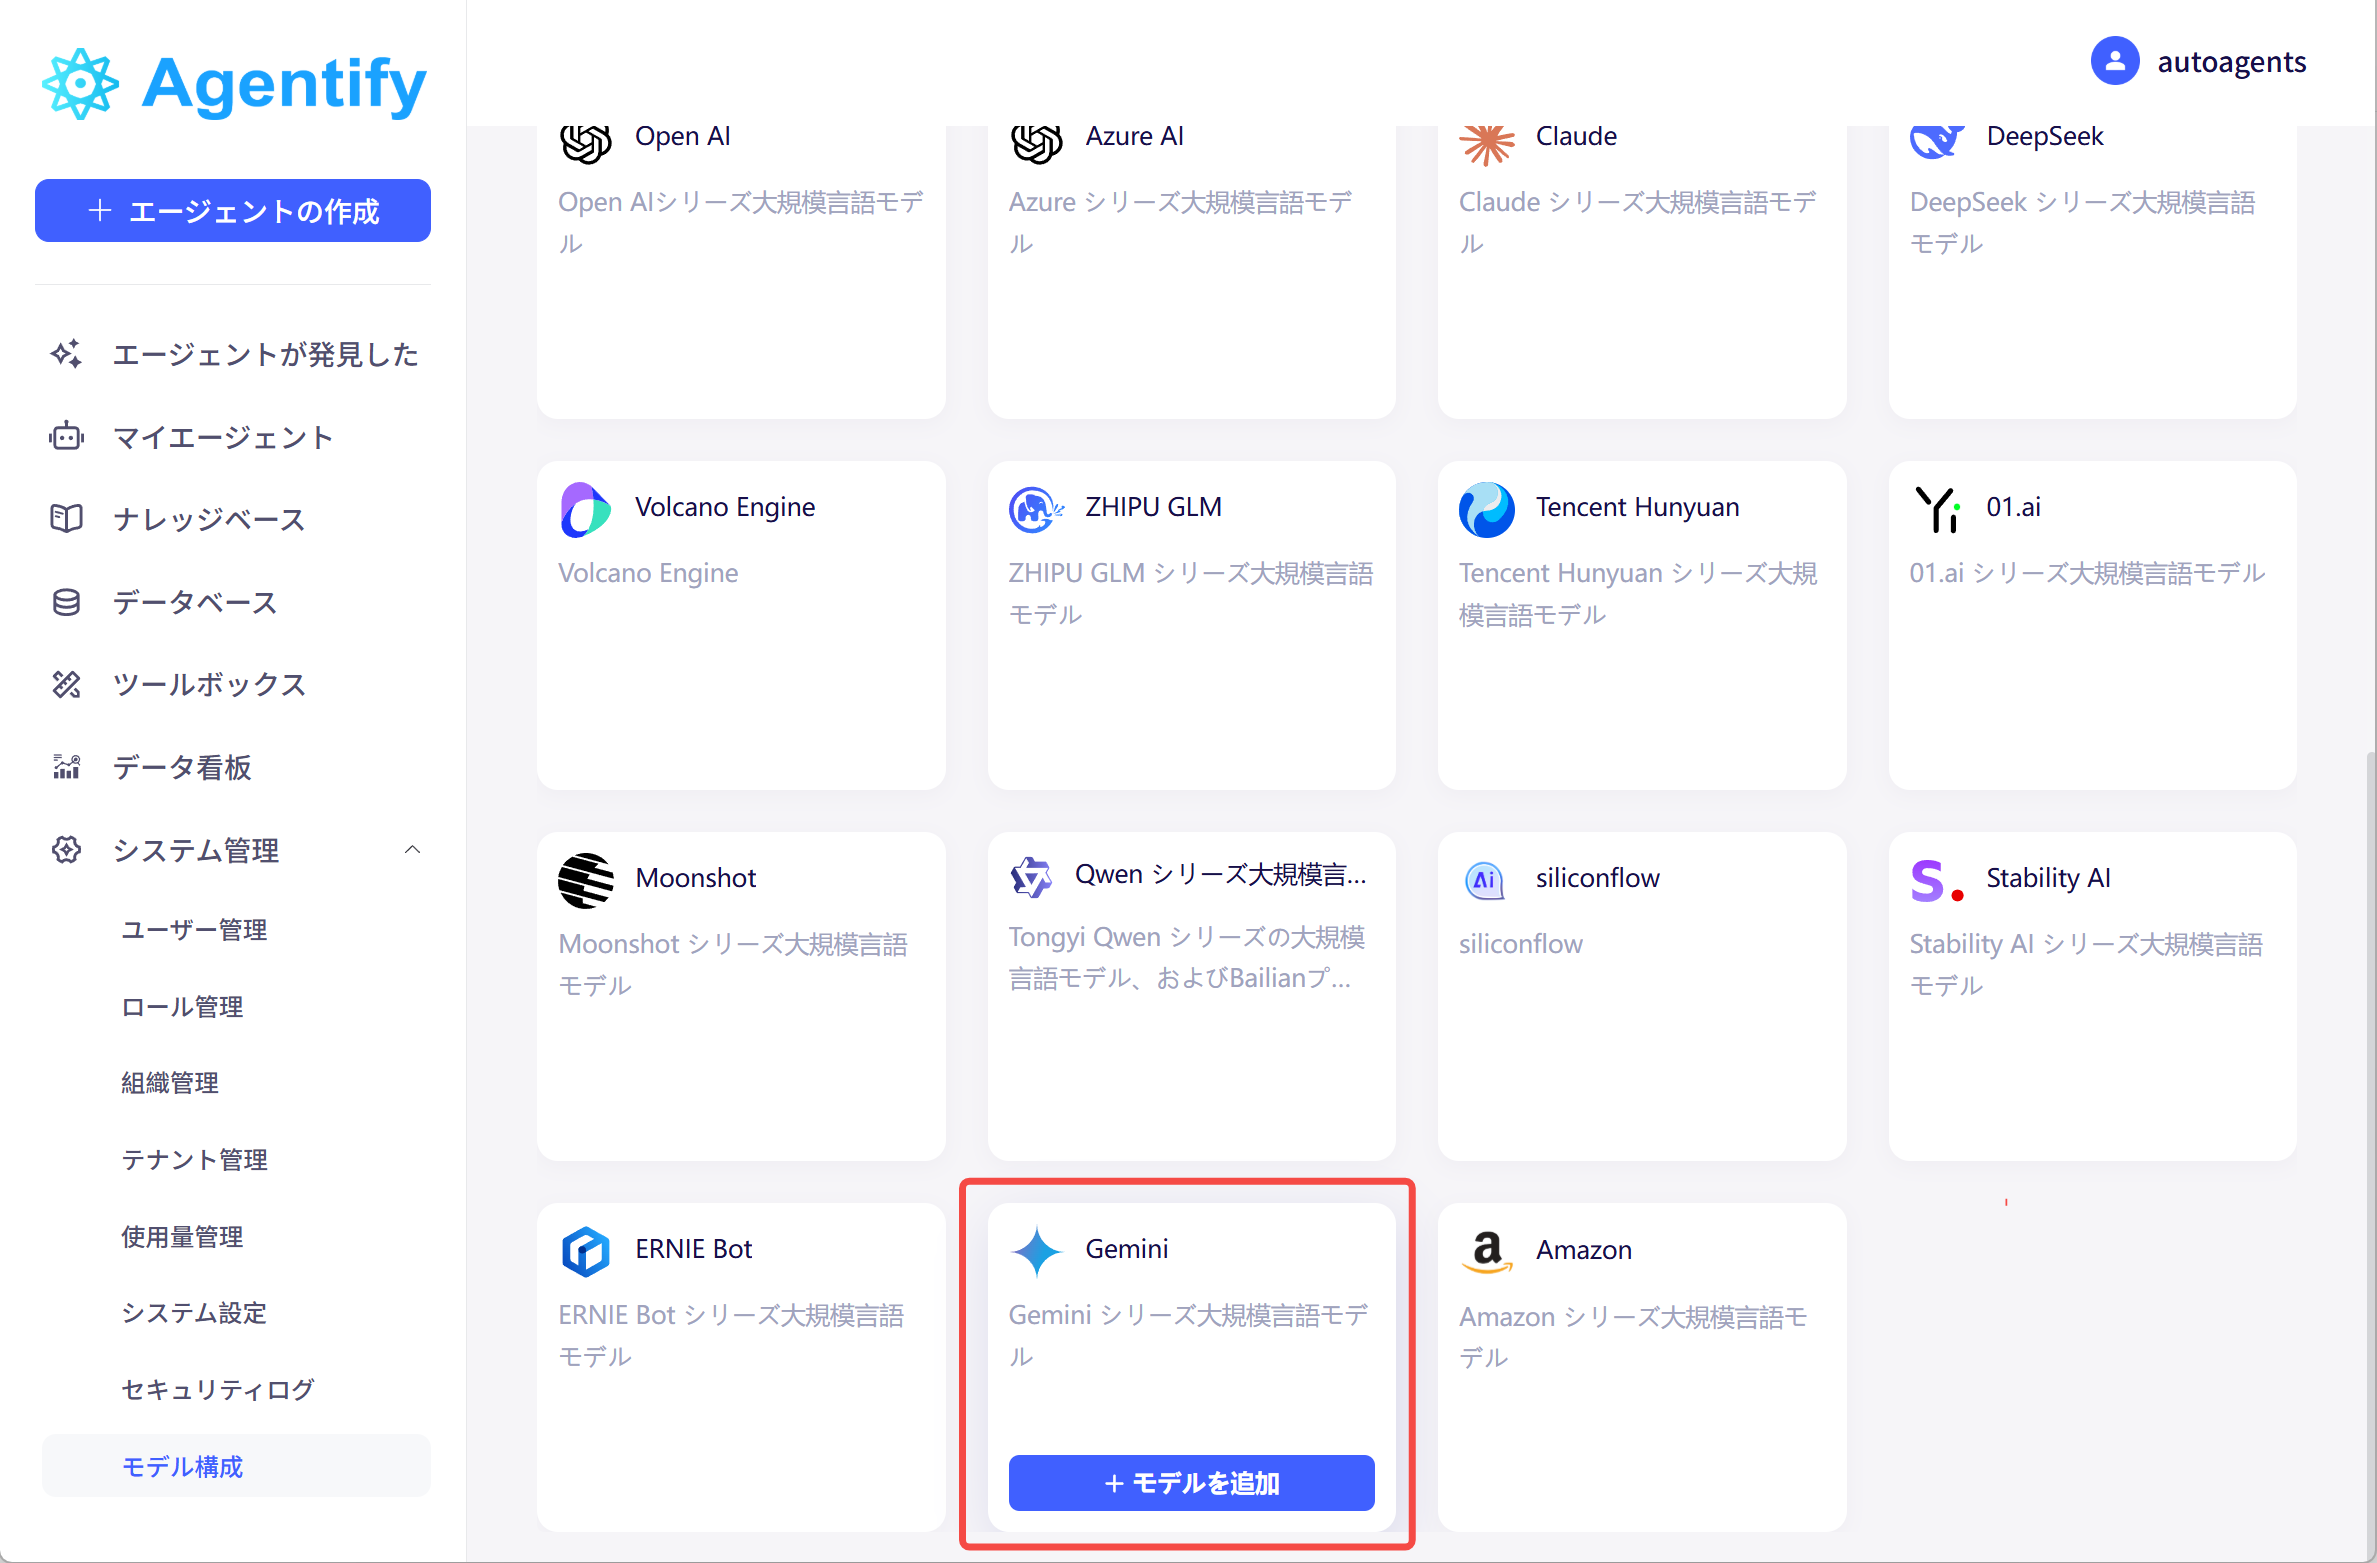 Agentify
autoagents
エージェントの作成
エージェントが発見した
マイエージェント
ナレッジベース
データベース
ツールボックス
データ看板
システム管理
ユーザー管理
ロール管理
組織管理
テナント管理
使用量管理
システム設定
セキュリティログ
モデル構成
Open AI
Open AIシリーズ大規模言語モデ
ル
Azure AI
Azure シリーズ大規模言語モデ
ル
Claude
Claude シリーズ大規模言語モデ
ル
DeepSeek
DeepSeek シリーズ大規模言語
モデル
Volcano Engine
Volcano Engine
ZHIPU GLM
ZHIPU GLM シリーズ大規模言語
モデル
Tencent Hunyuan
Tencent Hunyuan シリーズ大規
模言語モデル
Yi
01.ai
01.ai シリーズ大規模言語モデル
Moonshot
Moonshot シリーズ大規模言語
モデル
Qwen シリーズ大規模言...
Tongyi Qwen シリーズの大規模
言語モデル、およびBailianプ...
Ai
siliconflow
siliconflow
S.
Stability AI
Stability AI シリーズ大規模言語
モデル
ERNIE Bot
ERNIE Bot シリーズ大規模言語
モデル
Gemini
Gemini シリーズ大規模言語モデ
ル
+ モデルを追加
a
Amazon
Amazon シリーズ大規模言語モ
デル